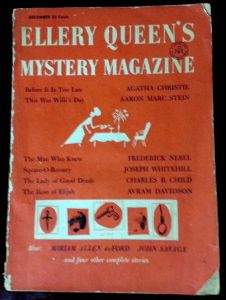 DECEMBER 35 Cents
ELLERY QUEEN'S
MYSTERY MAGAZINE
Before It Is Too Late AGATHA CHRISTIE
This Was Willi's Day AARON MARC STEIN
The Man Who Knew FREDERICK NEBEL
Square-O-Rooney JOSEPH WHITEHILL
The Lady of Good Deeds CHARLES B. CHILD
The Ikon of Elijah AVRAM DAVIDSON
Also: MIRIAM ALLEN deFORD JOHN SAVAGE
and four other complete stories